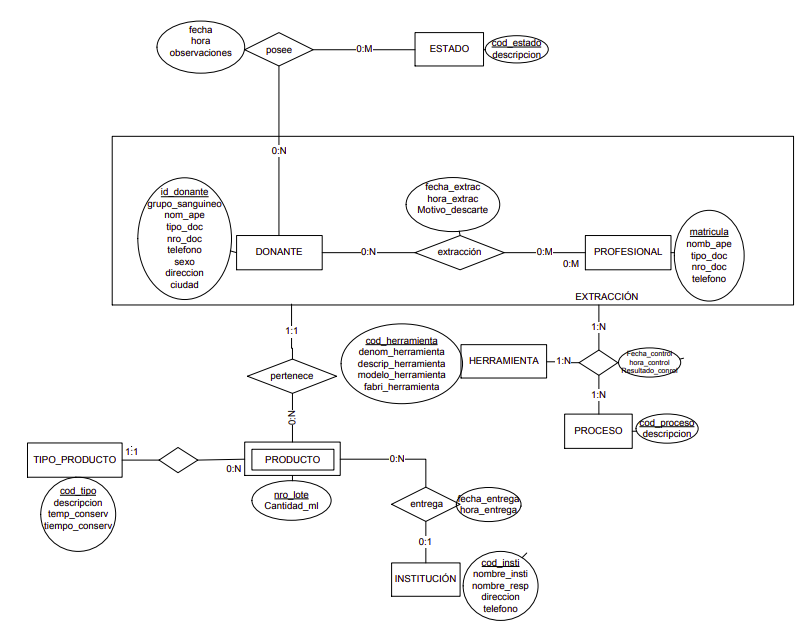 fecha
hora
observaciones
posee
0:M
ESTADO
cod_estado
descripcion
0:N
id_donante
grupo_sanguineo
nom_ape
tipo_doc
nro_doc
telefono
sexo
direccion
ciudad
DONANTE
0:N
fecha_extrac
hora_extrac
Motivo_descarte
extracción
0:M
0:M
PROFESIONAL
matricula
nomb_ape
tipo_doc
nro_doc
telefono
EXTRACCIÓN
1:1
1:N
cod_herramienta
denom_herramienta
descrip_herramienta
modelo_herramienta
fabri_herramienta
HERRAMIENTA
1:N
Fecha_control
hora_control
Resultado_conrol
pertenece
1:N
0:N
PROCESO
cod_proceso
descripcion
TIPO_PRODUCTO
1:1
0:N
PRODUCTO
0:N
cod_tipo
descripcion
temp_conserv
tiempo_conserv
nro_lote
Cantidad_ml
entrega
fecha_entrega
hora_entrega
0:1
INSTITUCIÓN
cod_insti
nombre_insti
nombre_resp
direccion
telefono